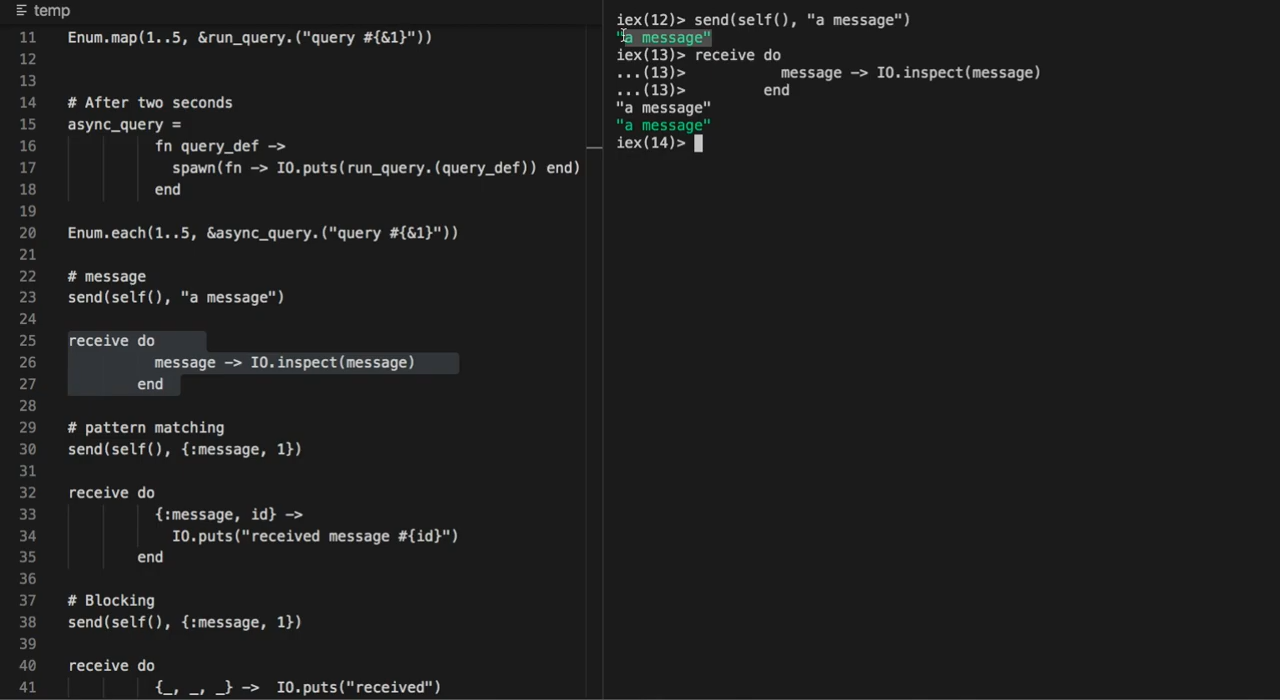 temp
11 Enum.map(1..5, &run_query.("query #{&1}"))
12
13
14 # After two seconds
15 async_query =
16 fn query_def ->
17 spawn(fn -> IO.puts(run_query.(query_def)) end)
18 end
19
20 Enum.each(1..5, &async_query.("query #{&1}"))
21
22 # message
23 send(self(), "a message")
24
25 receive do
26 message -> IO.inspect(message)
27 end
28
29 # pattern matching
30 send(self(), {:message, 1})
31
32 receive do
33 {:message, id} ->
34 IO.puts("received message #{id}")
35 end
36
37 # Blocking
38 send(self(), {:message, 1})
39
40 receive do
41 {_, _, _} -> IO.puts("received")
iex(12)> send(self(), "a message")
"a message"
iex(13)> receive do
...(13)> message -> IO.inspect(message)
...(13)> end
"a message"
"a message"
iex(14)>